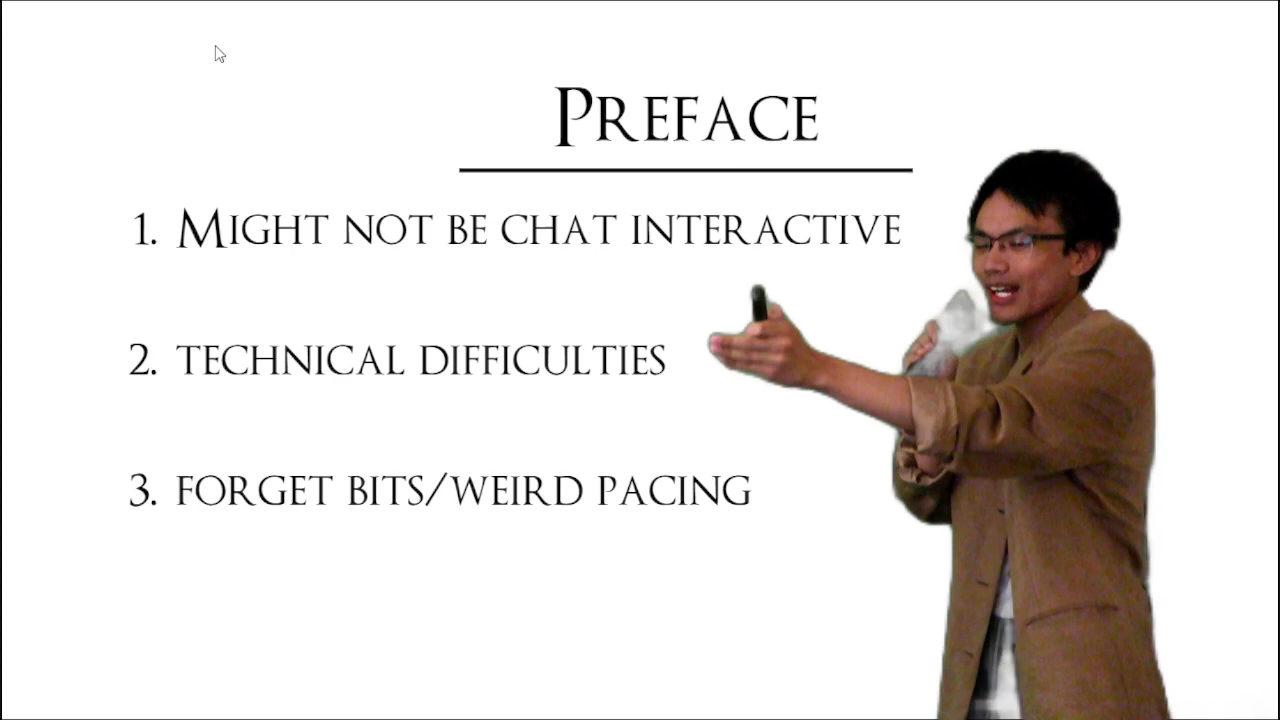 Preface
1. Might not be chat interactive
2. technical difficulties
3. forget bits/weird pacing